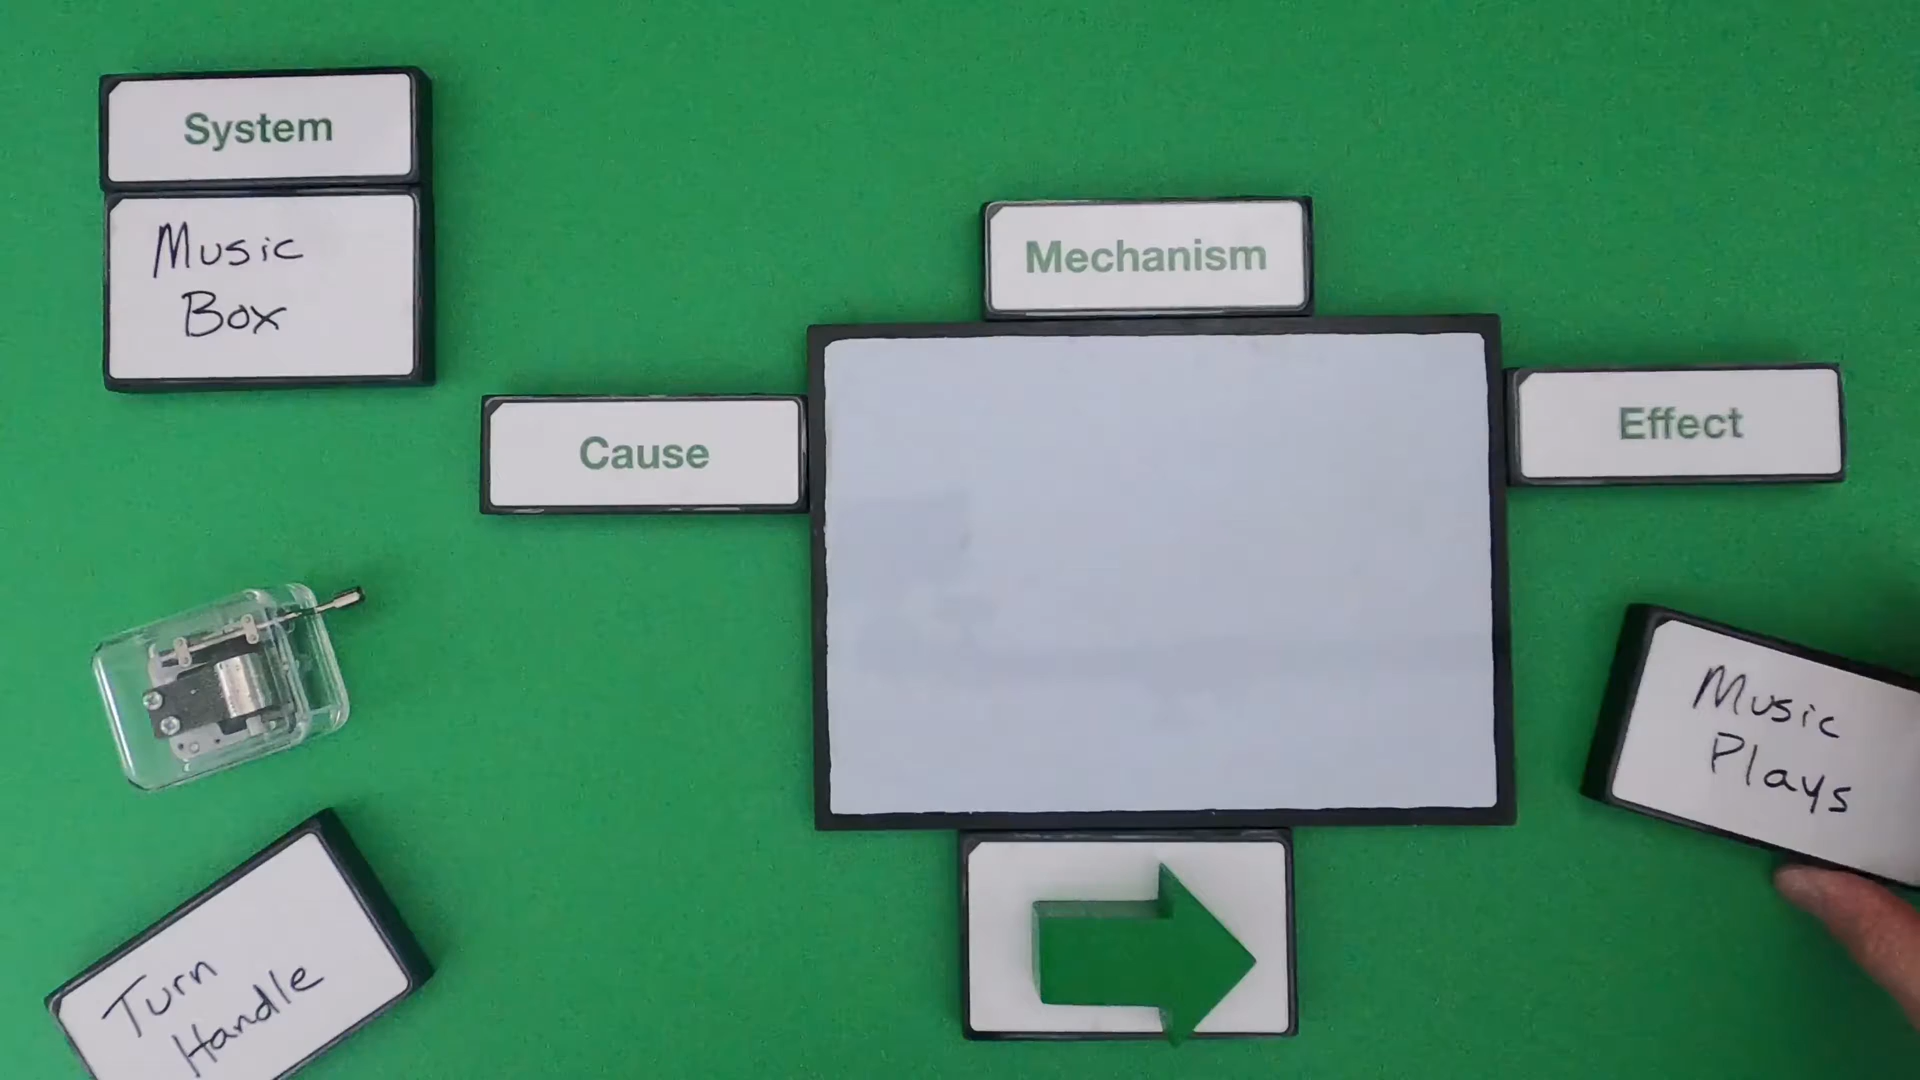 System
Music
Box
Mechanism
Cause
Effect
Music
Plays
Turn
Handle